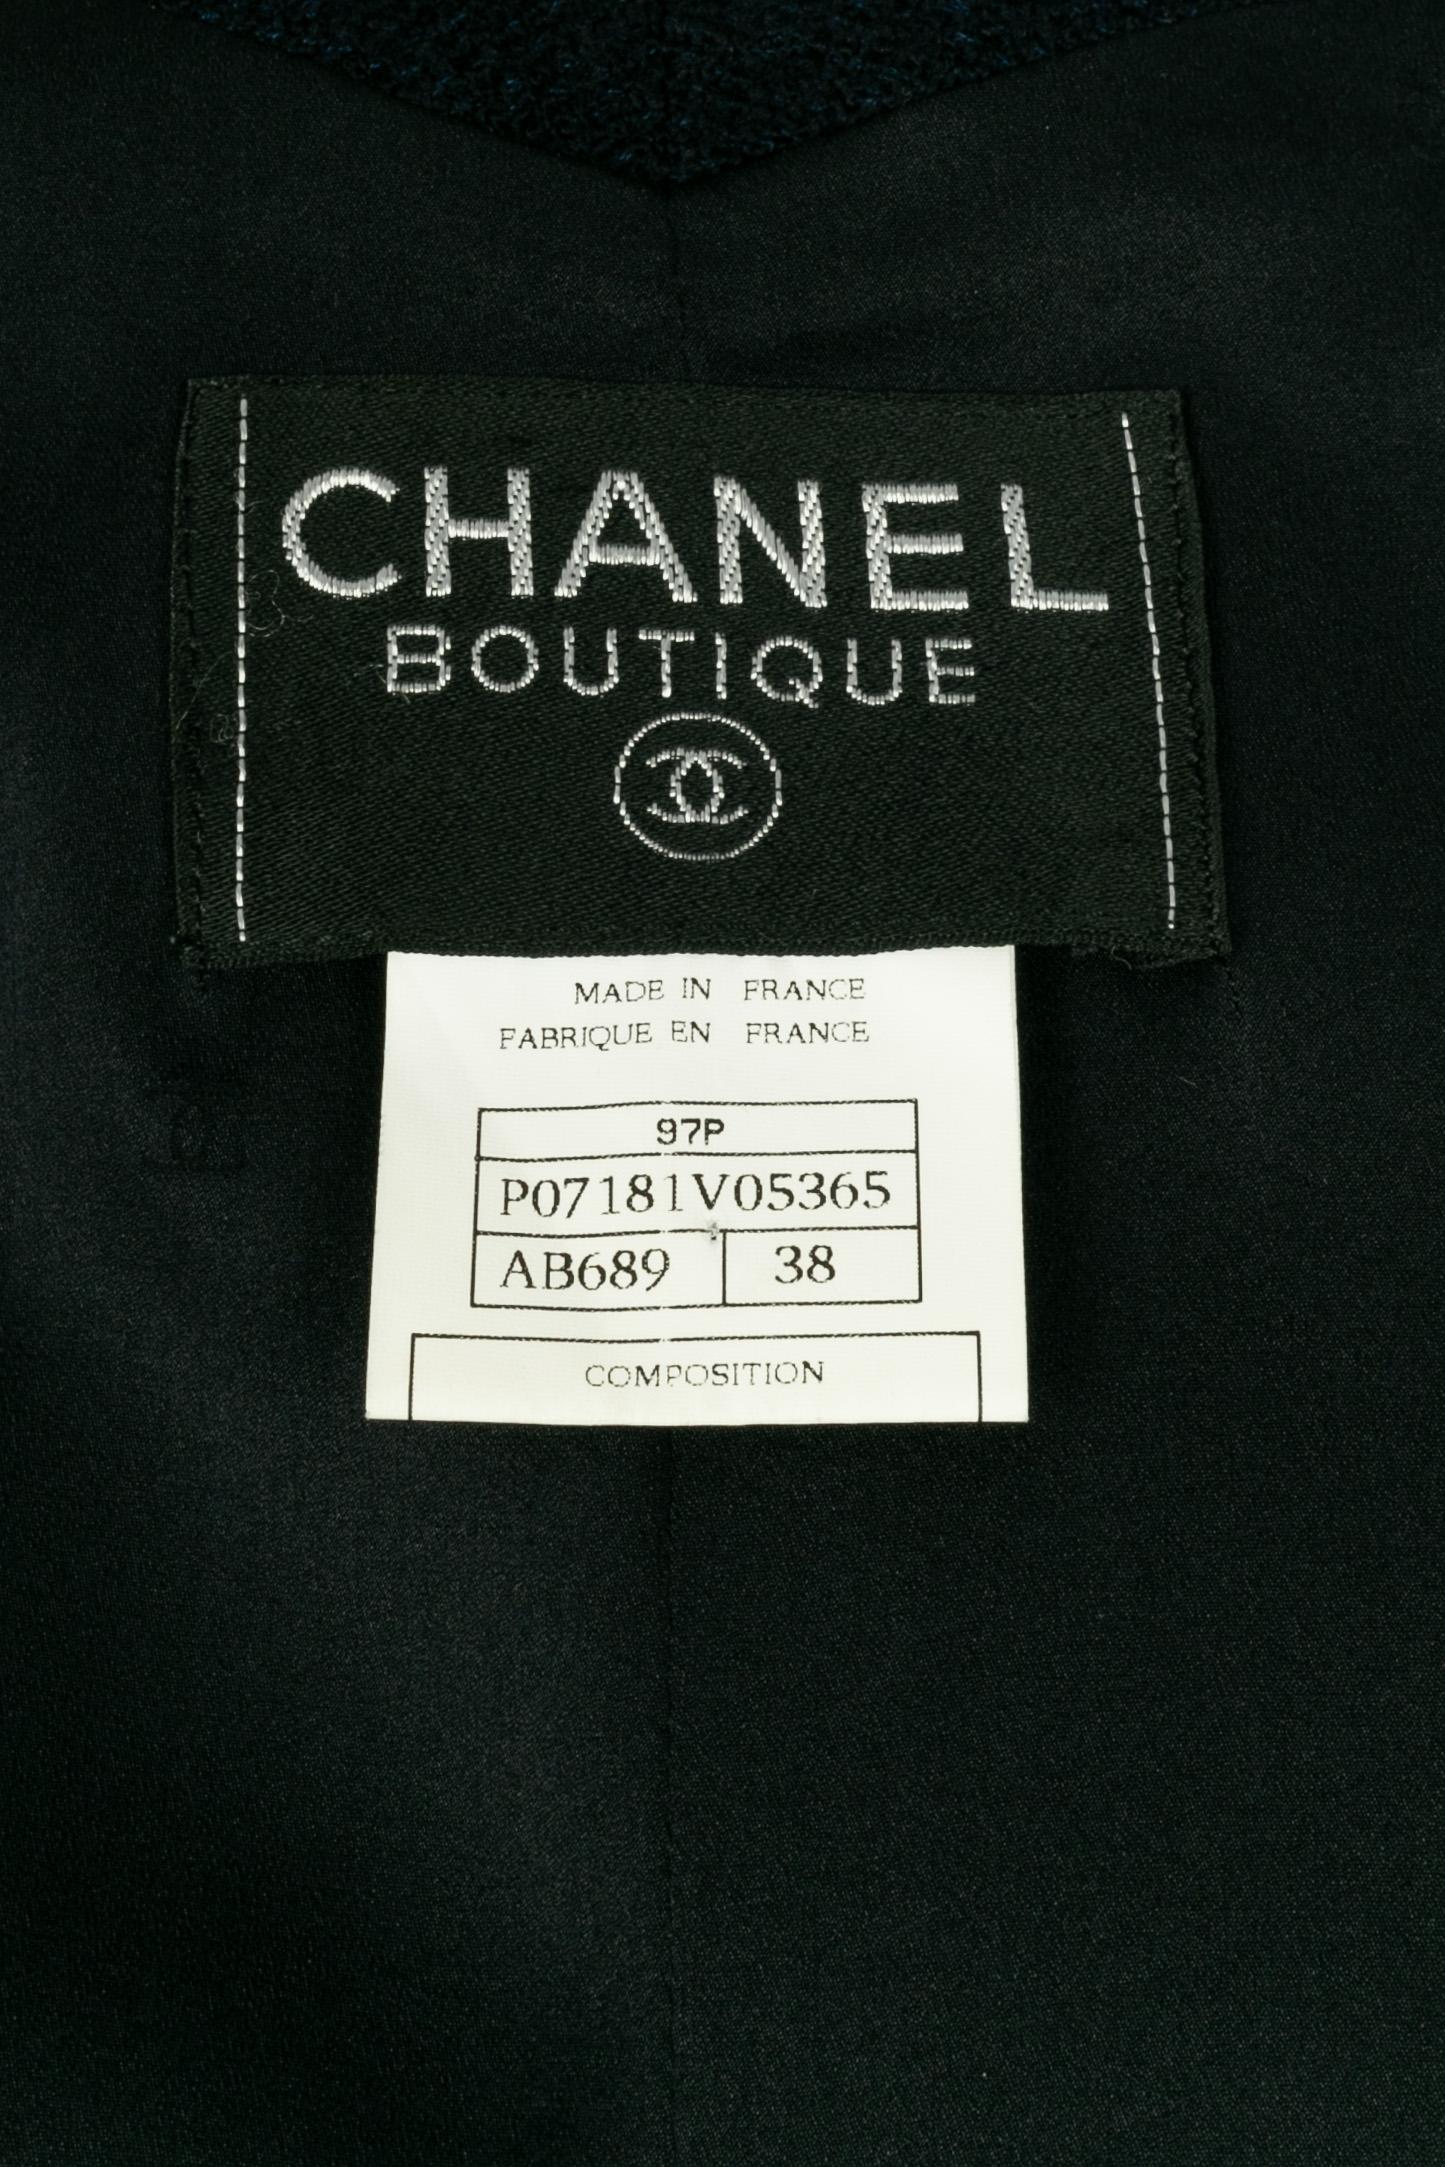 CHANEL
BOUTIQUE
MADE IN FRANCE
FABRIQUE EN FRANCE
97P
P07181V05365
AB689 38
COMPOSITION